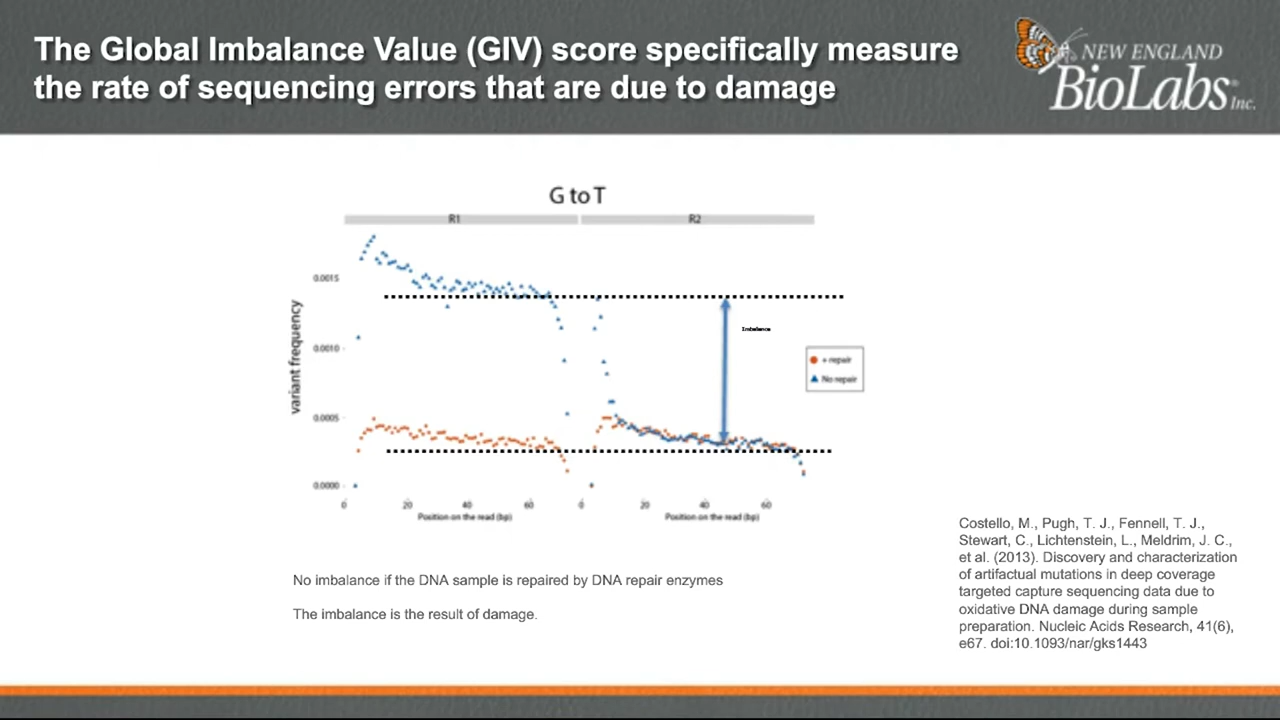 The Global Imbalance Value (GIV) score specifically measure
the rate of sequencing errors that are due to damage
NEW ENGLAND
BioLabs® Inc.
G to T
R1
R2
variant frequency
0.0015
0.0010
0.0005
0.0000
Imbalance
+ repair
No repair
0
20
40
60
0
20
40
60
Position on the read (bp)
Position on the read (bp)
No imbalance if the DNA sample is repaired by DNA repair enzymes
The imbalance is the result of damage.
Costello, M., Pugh, T. J., Fennell, T. J.,
Stewart, C., Lichtenstein, L., Meldrim, J. C.,
et al. (2013). Discovery and characterization
of artifactual mutations in deep coverage
targeted capture sequencing data due to
oxidative DNA damage during sample
preparation. Nucleic Acids Research, 41(6),
e67. doi:10.1093/nar/gks1443